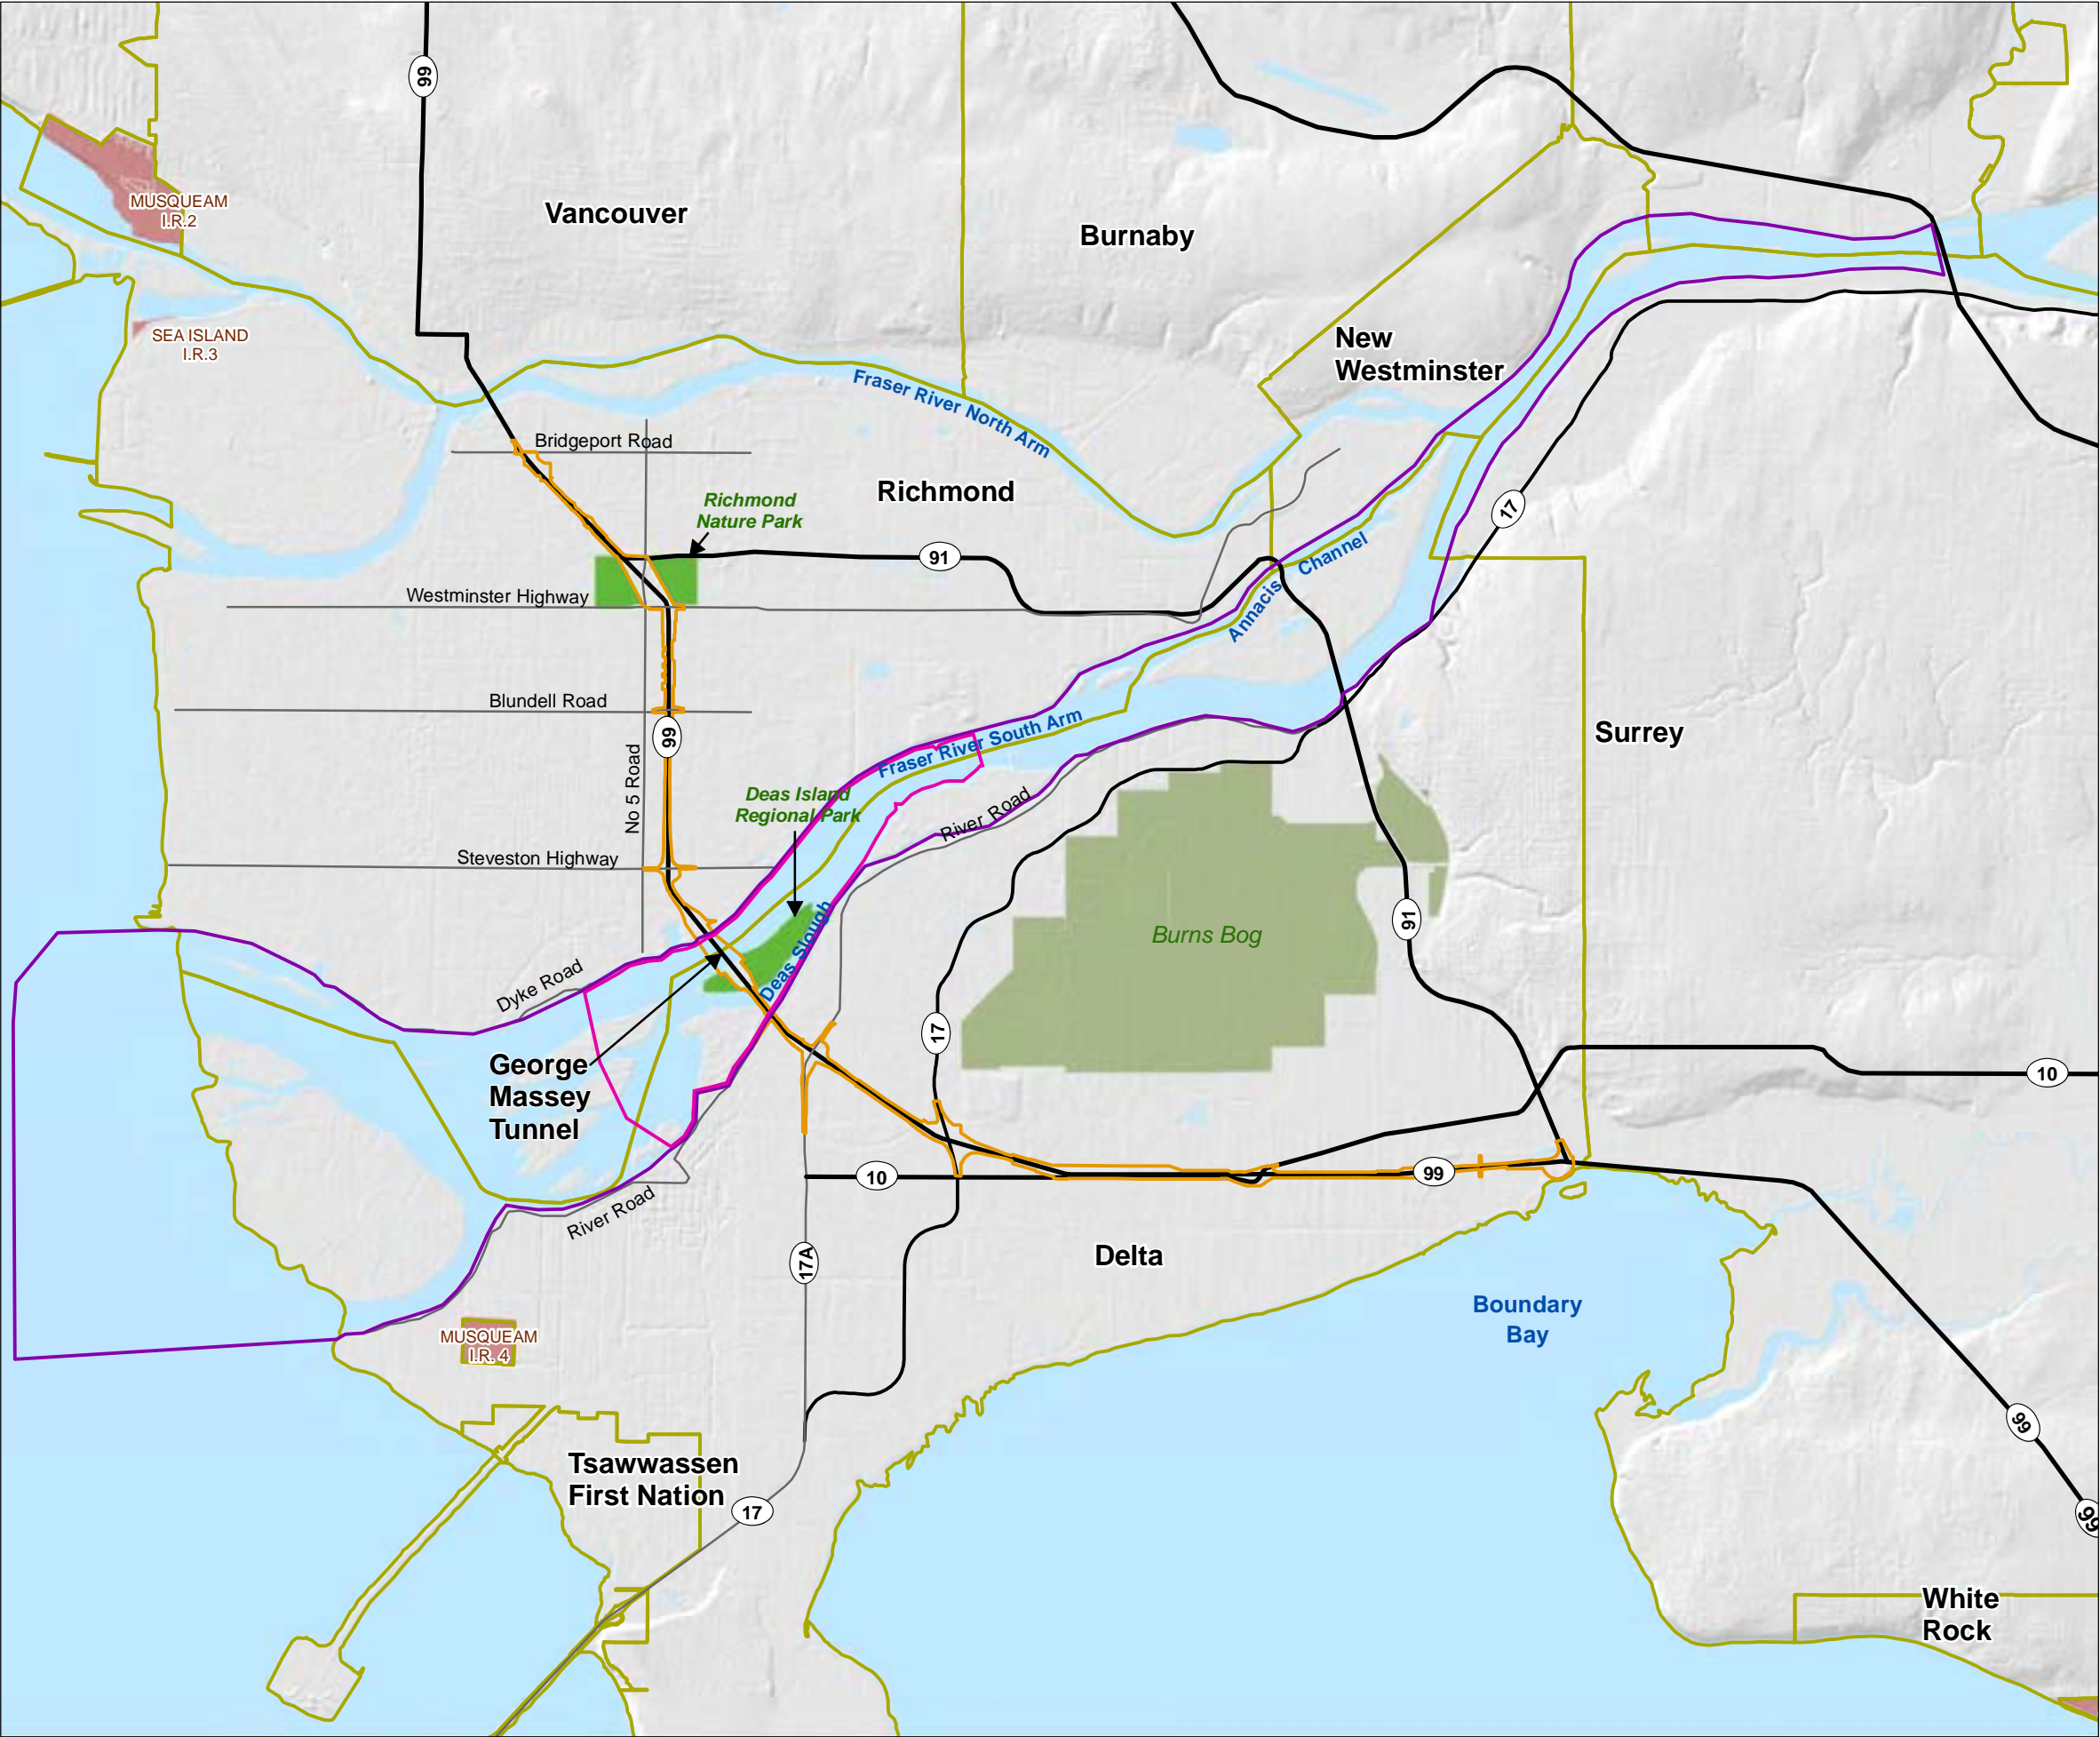 99
MUSQUEAM
I.R.2
Vancouver
Burnaby
SEA ISLAND
I.R.3
New
Westminster
Fraser River North Arm
Bridgeport Road
Richmond
Nature Park
Richmond
17
91
Annacis Channel
Westminster Highway
Blundell Road
99
Fraser River South Arm
Surrey
No 5 Road
Deas Island
Regional Park
River Road
Steveston Highway
91
Burns Bog
Deas Slough
Dyke Road
17
George
Massey
Tunnel
10
10
99
River Road
17A
Delta
Boundary
Bay
MUSQUEAM
I.R. 4
99
Tsawwassen
First Nation
17
99
White
Rock